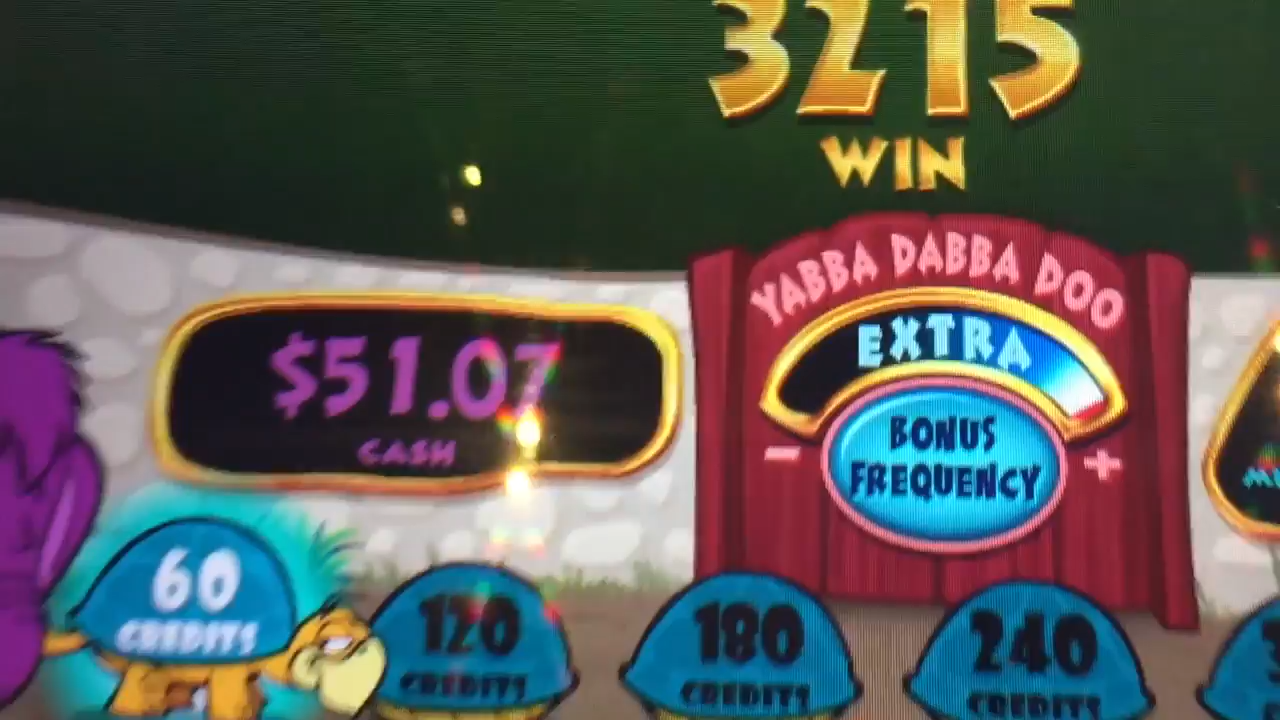 3215
WIN
YABBA DABBA DOO
EXTRA
$51.07
CASH
BONUS
FREQUENCY
- +
60
CREDITS
120
CREDITS
180
CREDITS
240
CREDITS